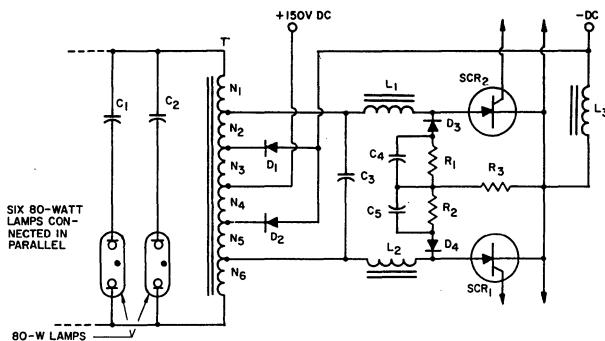 +150V DC
-DC
T
C1
C2
N1
N2
N3
N4
N5
N6
D1
D2
C3
L1
L2
D3
C4
R1
C5
R2
D4
R3
SCR2
SCR1
L3
SIX 80-WATT
LAMPS CON-
NECTED IN
PARALLEL
80-W LAMPS